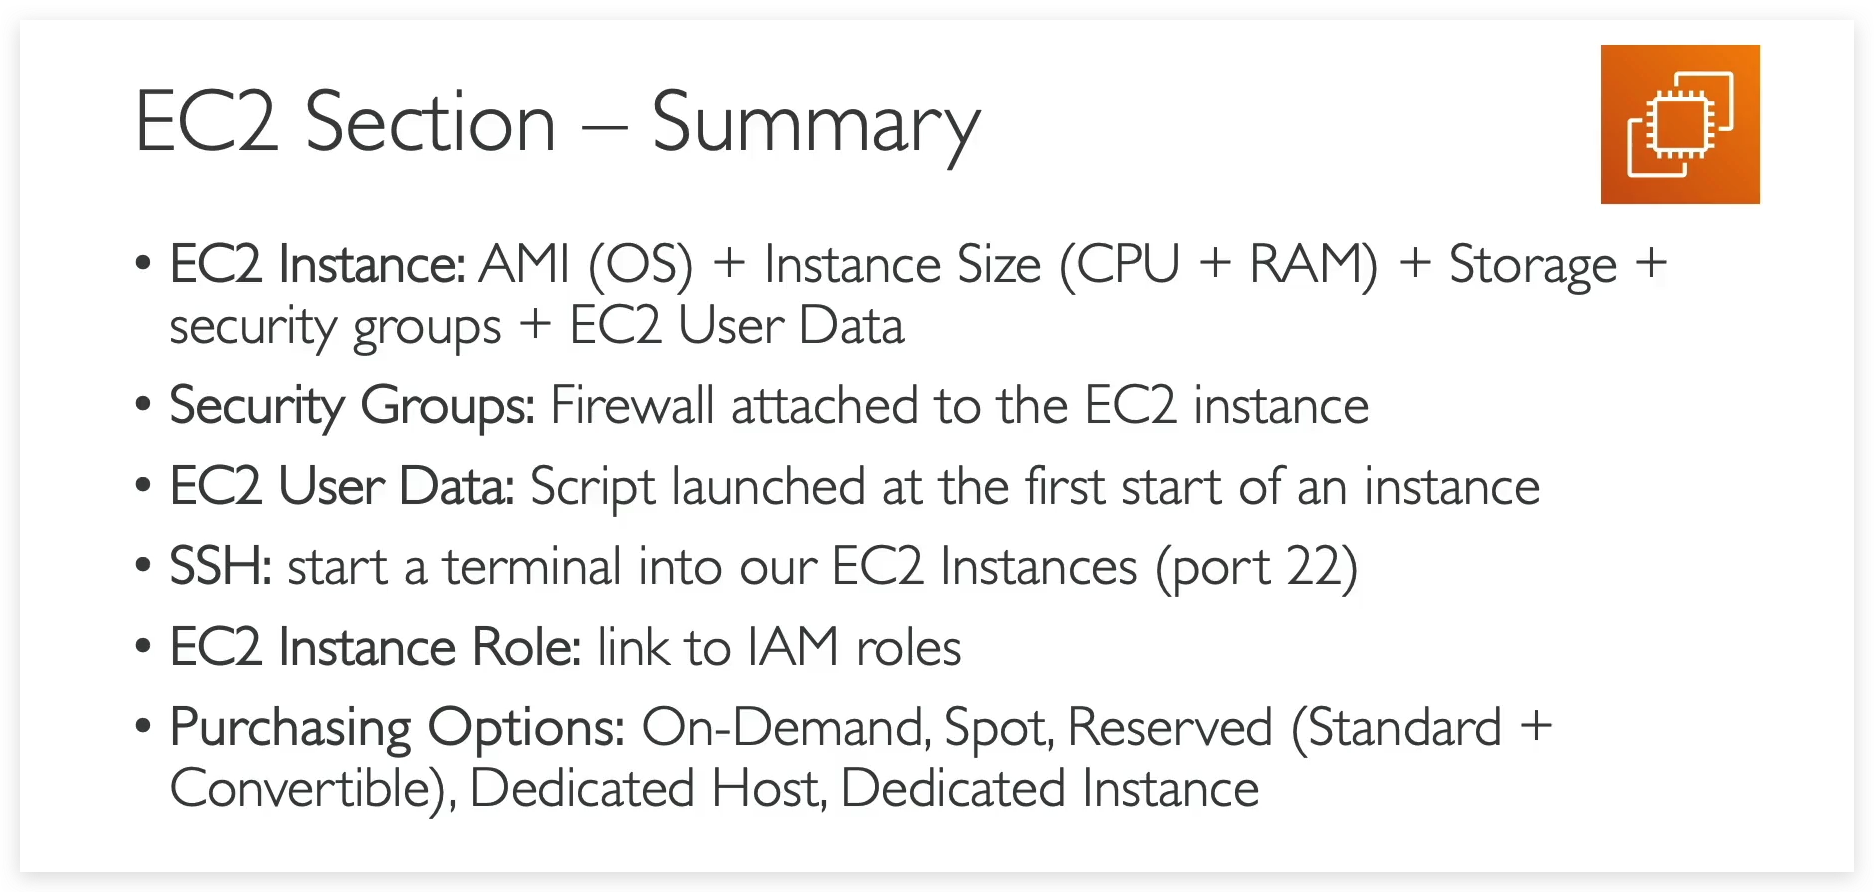 EC2 Section – Summary
• EC2 Instance: AMI (OS) + Instance Size (CPU + RAM) + Storage +
security groups + EC2 User Data
• Security Groups: Firewall attached to the EC2 instance
• EC2 User Data: Script launched at the first start of an instance
• SSH: start a terminal into our EC2 Instances (port 22)
• EC2 Instance Role: link to IAM roles
• Purchasing Options: On-Demand, Spot, Reserved (Standard +
Convertible), Dedicated Host, Dedicated Instance